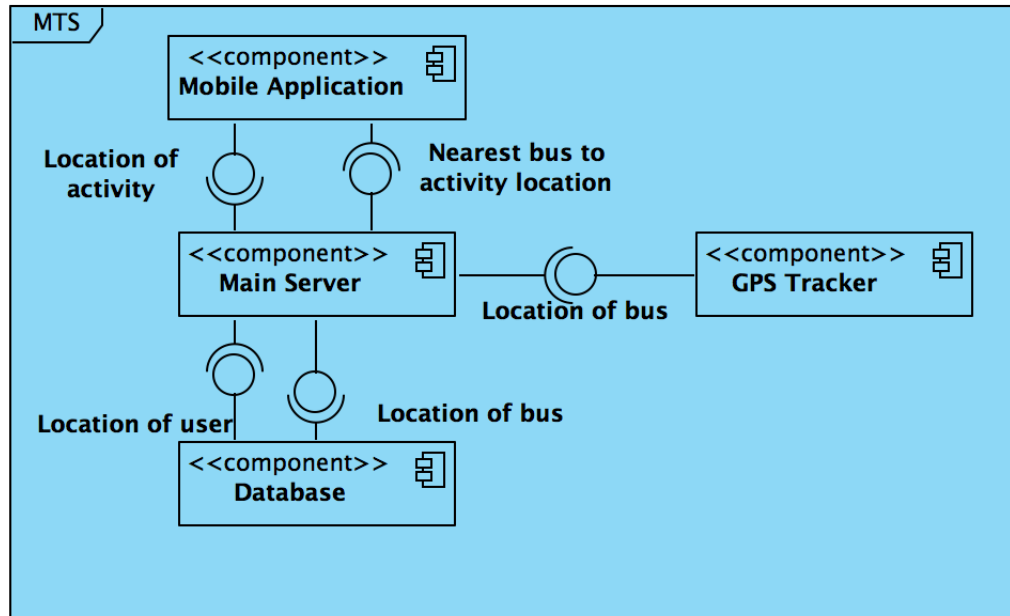 MTS
<<component>>
Mobile Application
Location of
activity
Nearest bus to
activity location
<<component>>
Main Server
<<component>>
GPS Tracker
Location of bus
Location of user
Location of bus
<<component>>
Database